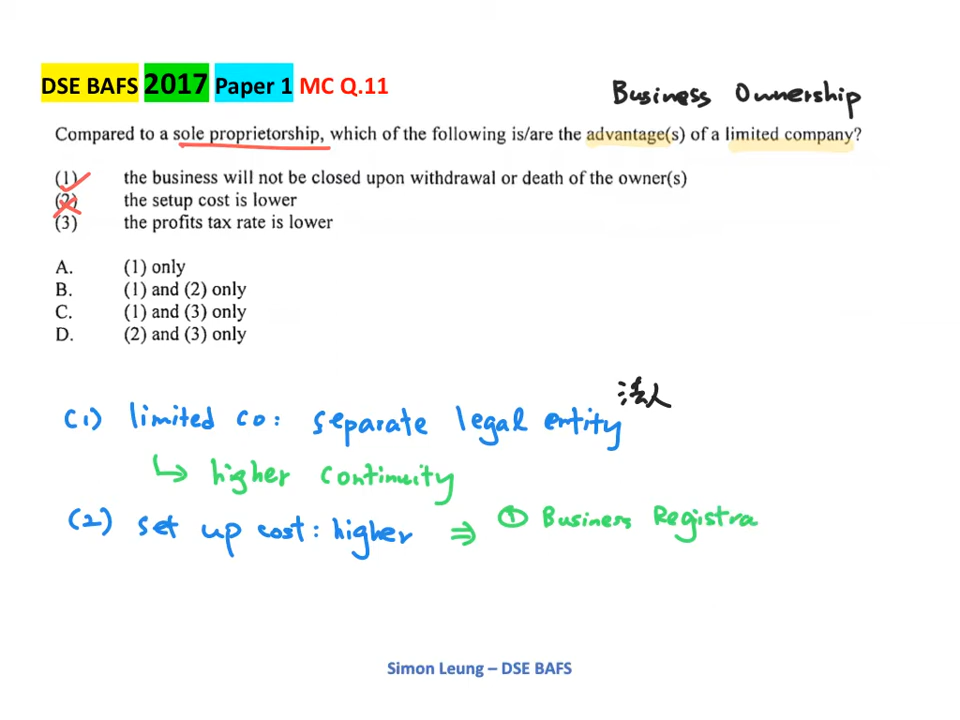 DSE BAFS 2017 Paper 1 MC Q.11
Business Ownership
Compared to a sole proprietorship, which of the following is/are the advantage(s) of a limited company?
(1) the business will not be closed upon withdrawal or death of the owner(s)
(2) the setup cost is lower
(3) the profits tax rate is lower
A. (1) only
B. (1) and (2) only
C. (1) and (3) only
D. (2) and (3) only
(1) limited co: separate legal entity 法人
↳ higher continuity
(2) set up cost: higher ⇒ ① Business Registra
Simon Leung – DSE BAFS